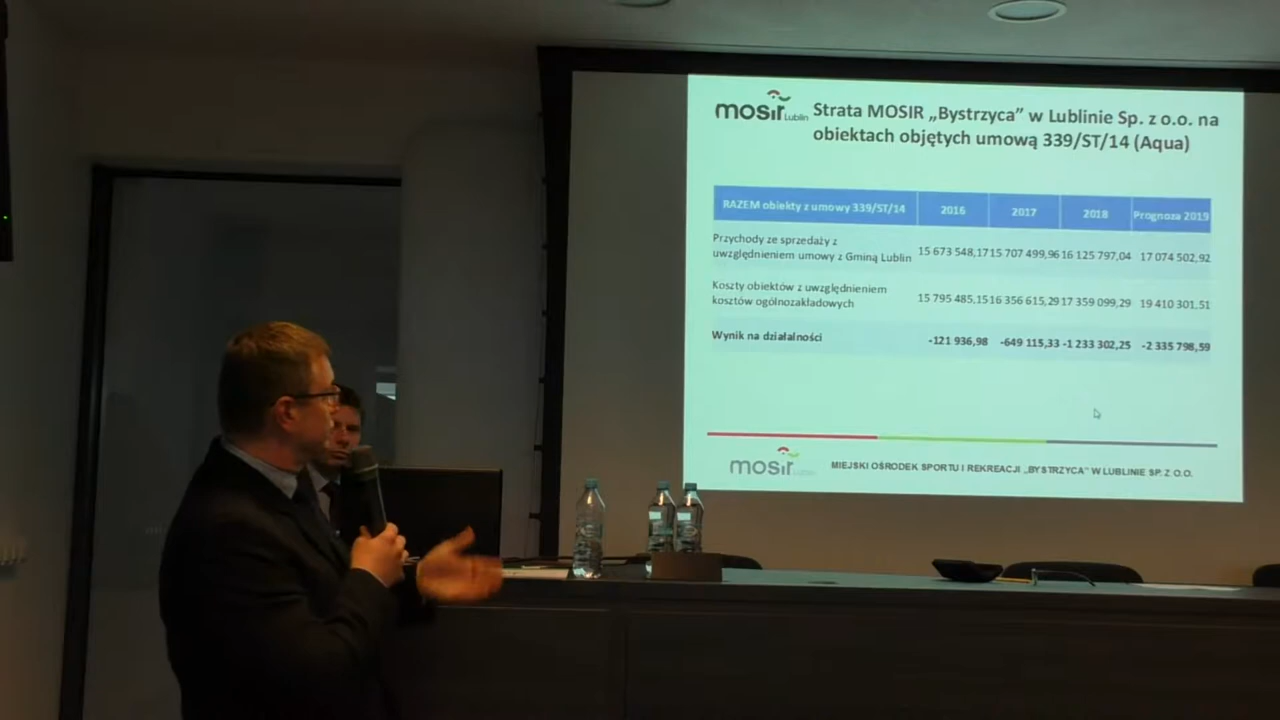 mosir Lublin
Strata MOSIR „Bystrzyca” w Lublinie Sp. z o.o. na
obiektach objętych umową 339/ST/14 (Aqua)
RAZEM obiekty z umowy 339/ST/14 2016 2017 2018 Prognoza 2019
Przychody ze sprzedaży z
uwzględnieniem umowy z Gminą Lublin 15 673 548,17 15 707 499,96 16 125 797,04 17 074 502,92
Koszty obiektów z uwzględnieniem
kosztów ogólnozakładowych 15 795 485,15 16 356 615,29 17 359 099,29 19 410 301,51
Wynik na działalności -121 936,98 -649 115,33 -1 233 302,25 -2 335 798,59
mosir Lublin
MIEJSKI OŚRODEK SPORTU I REKREACJI „BYSTRZYCA” W LUBLINIE SP. Z O.O.